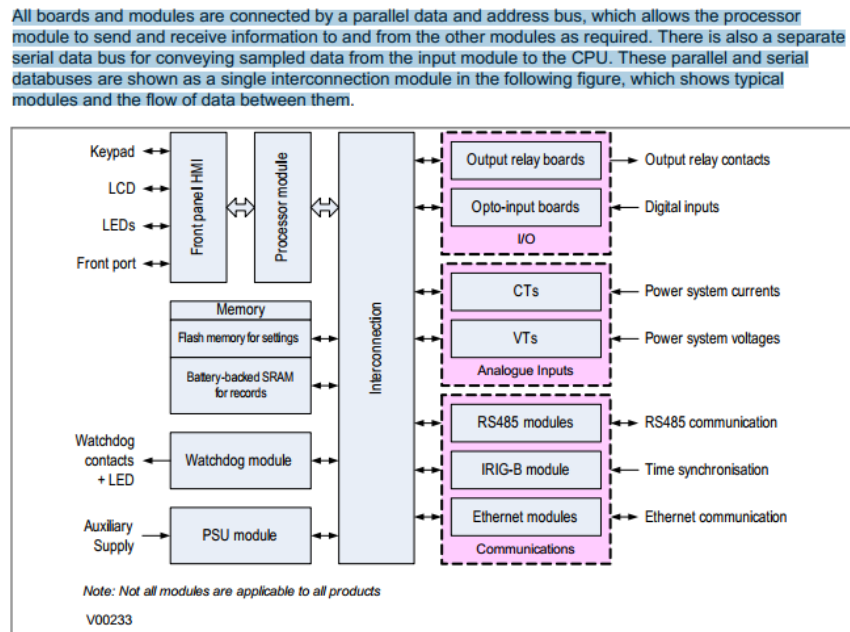 All boards and modules are connected by a parallel data and address bus, which allows the processor
module to send and receive information to and from the other modules as required. There is also a separate
serial data bus for conveying sampled data from the input module to the CPU. These parallel and serial
databuses are shown as a single interconnection module in the following figure, which shows typical
modules and the flow of data between them.
Keypad
LCD
LEDs
Front port
Front panel HMI
Processor module
Memory
Flash memory for settings
Battery-backed SRAM
for records
Watchdog
contacts
+ LED
Watchdog module
Auxiliary
Supply
PSU module
Interconnection
Output relay boards
Output relay contacts
Opto-input boards
Digital inputs
I/O
CTs
Power system currents
VTs
Power system voltages
Analogue Inputs
RS485 modules
RS485 communication
IRIG-B module
Time synchronisation
Ethernet modules
Ethernet communication
Communications
Note: Not all modules are applicable to all products
V00233